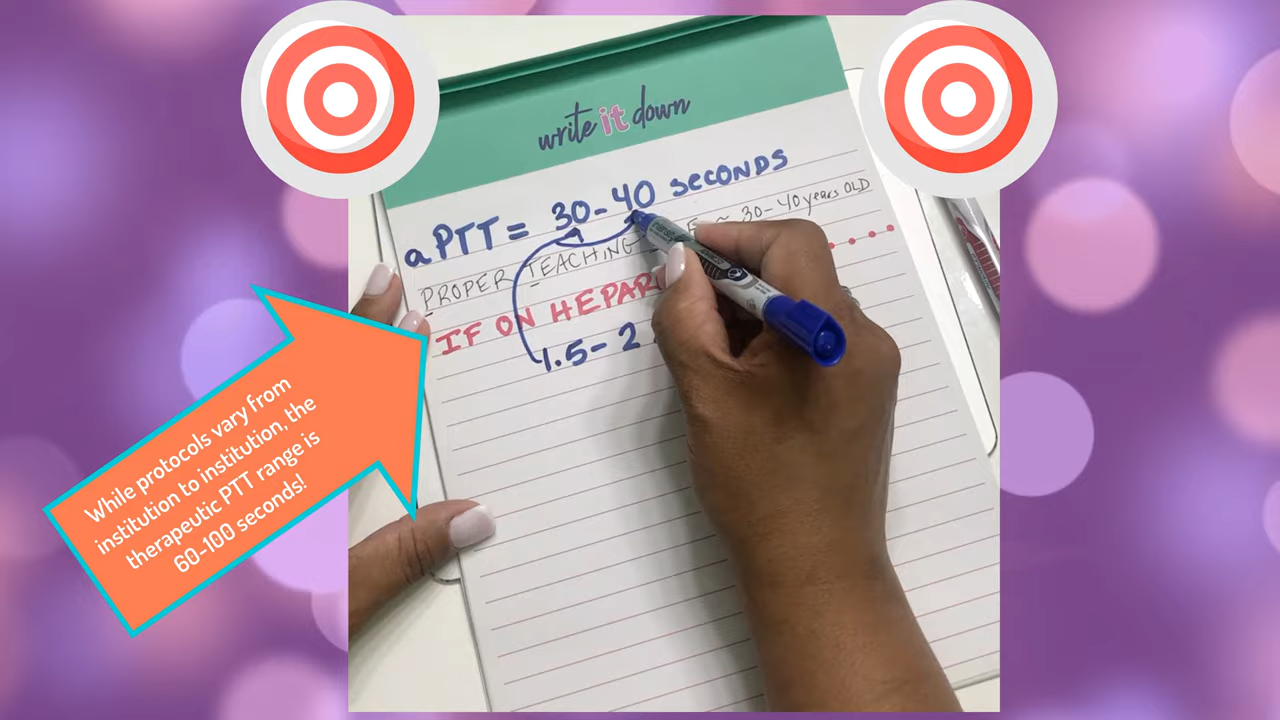 write it down
aPTT = 30-40 SECONDS
PROPER TEACHING 30-40 years OLD
IF ON HEPAR
1.5-2
While protocols vary from
institution to institution, the
therapeutic PTT range is
60-100 seconds!